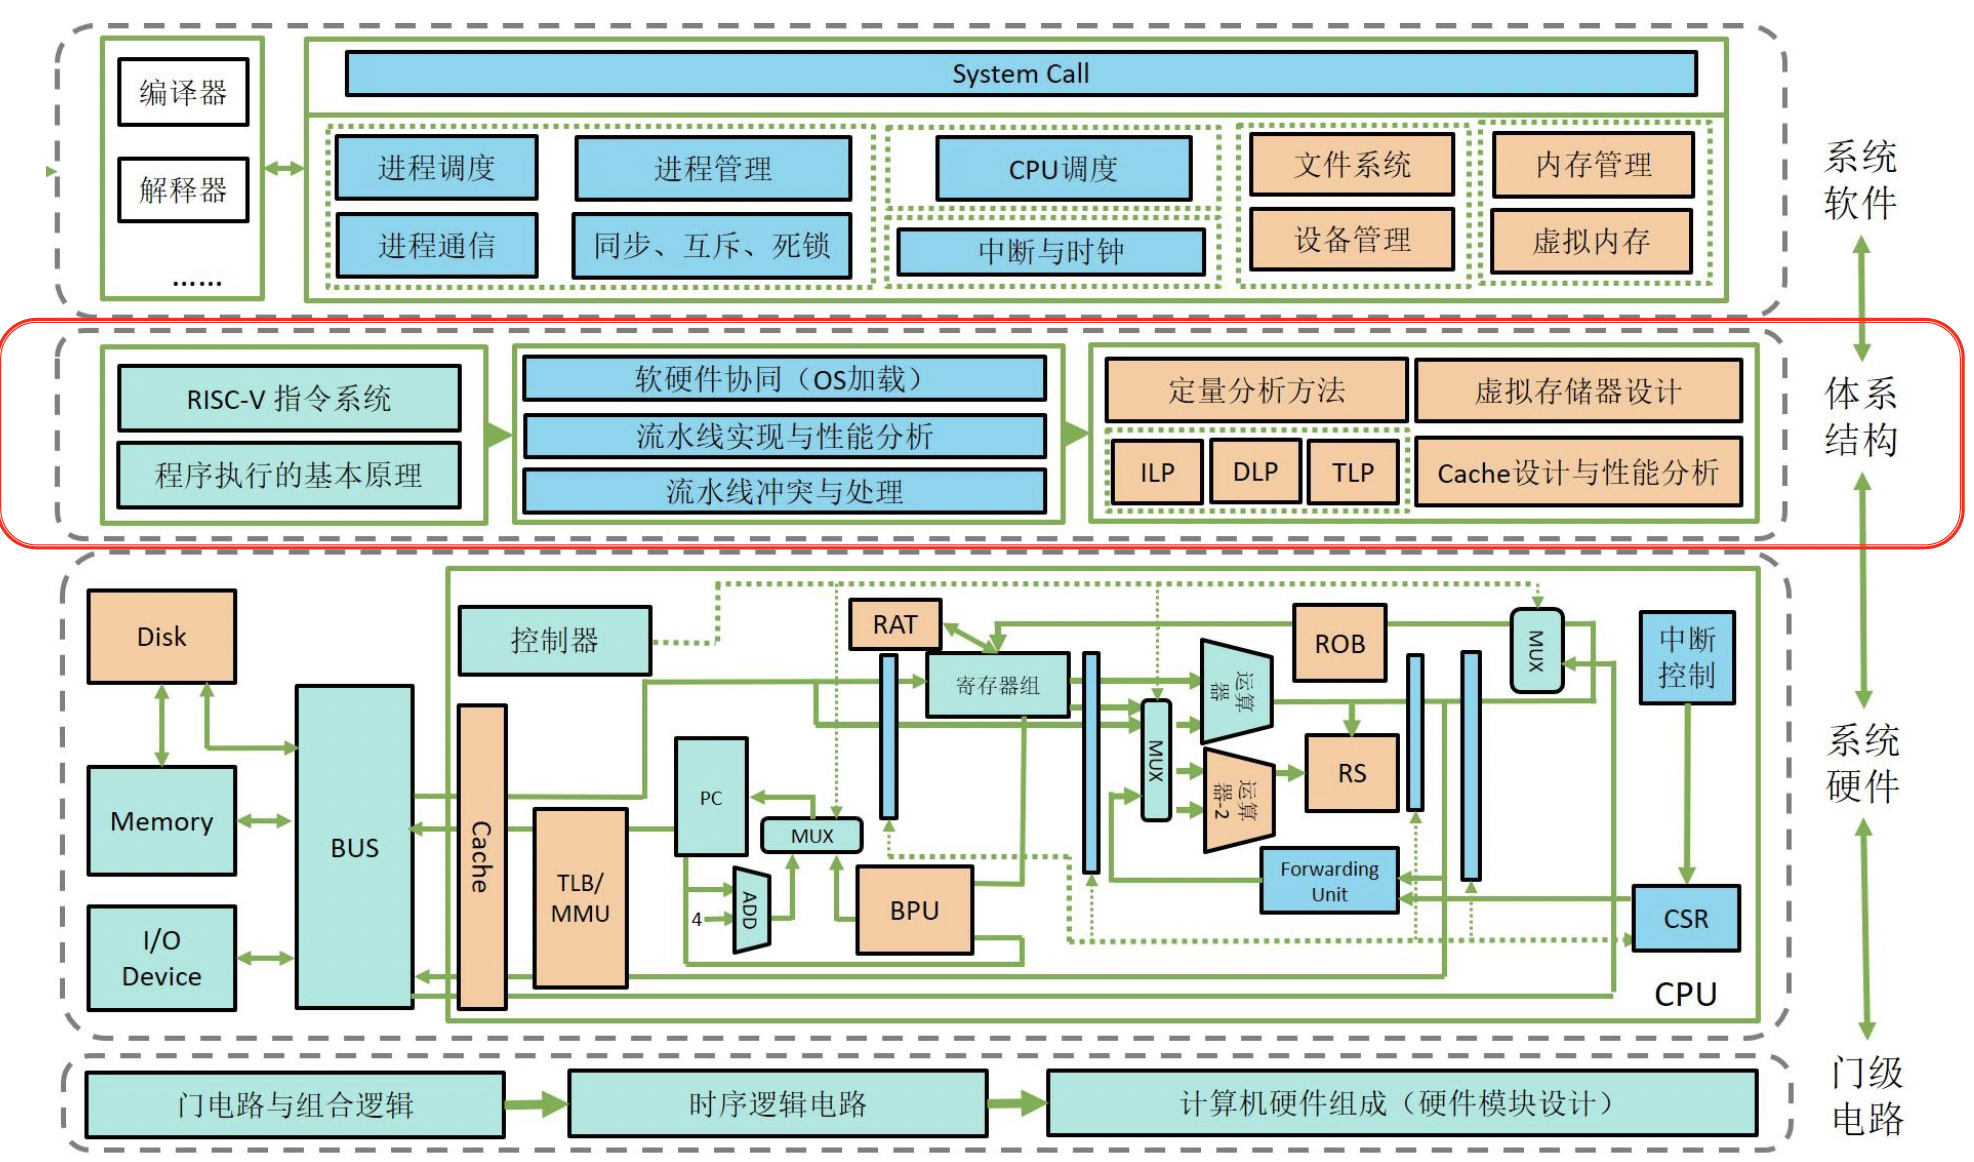 System Call
编译器
解释器
……
进程调度
进程管理
进程通信
同步、互斥、死锁
CPU调度
中断与时钟
文件系统
设备管理
内存管理
虚拟内存
系统
软件
RISC-V 指令系统
程序执行的基本原理
软硬件协同（OS加载）
流水线实现与性能分析
流水线冲突与处理
定量分析方法
虚拟存储器设计
ILP
DLP
TLP
Cache设计与性能分析
体系
结构
Disk
Memory
I/O
Device
BUS
控制器
Cache
TLB/
MMU
PC
MUX
ADD
4
BPU
RAT
寄存器组
MUX
运算
器
运算
器-2
ROB
RS
Forwarding
Unit
MUX
中断
控制
CSR
CPU
系统
硬件
门电路与组合逻辑
时序逻辑电路
计算机硬件组成（硬件模块设计）
门级
电路